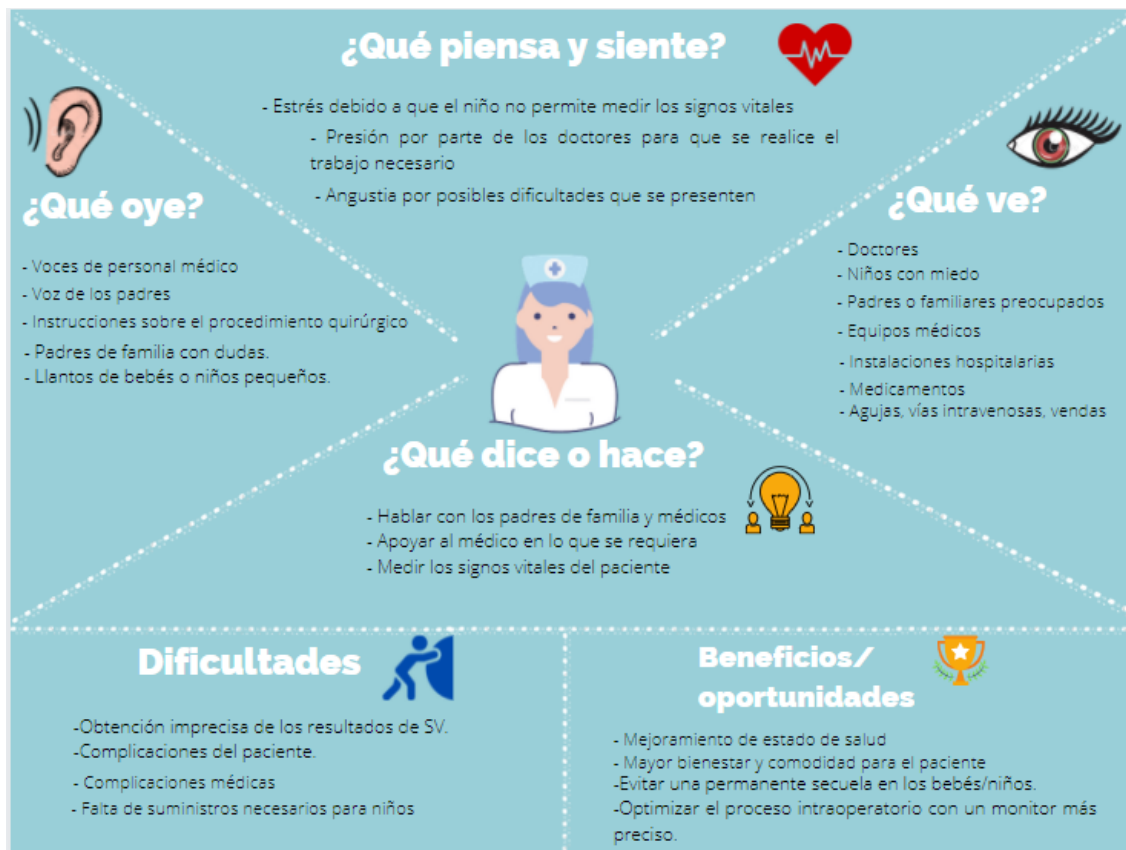 ¿Qué piensa y siente?
- Estrés debido a que el niño no permite medir los signos vitales
- Presión por parte de los doctores para que se realice el
trabajo necesario
- Angustia por posibles dificultades que se presenten
¿Qué oye?
- Voces de personal médico
- Voz de los padres
- Instrucciones sobre el procedimiento quirúrgico
- Padres de familia con dudas.
- Llantos de bebés o niños pequeños.
¿Qué ve?
- Doctores
- Niños con miedo
- Padres o familiares preocupados
- Equipos médicos
- Instalaciones hospitalarias
- Medicamentos
- Agujas, vías intravenosas, vendas
¿Qué dice o hace?
- Hablar con los padres de familia y médicos
- Apoyar al médico en lo que se requiera
- Medir los signos vitales del paciente
Dificultades
-Obtención imprecisa de los resultados de SV.
-Complicaciones del paciente.
- Complicaciones médicas
- Falta de suministros necesarios para niños
Beneficios/
oportunidades
- Mejoramiento de estado de salud
- Mayor bienestar y comodidad para el paciente
-Evitar una permanente secuela en los bebés/niños.
-Optimizar el proceso intraoperatorio con un monitor más
preciso.